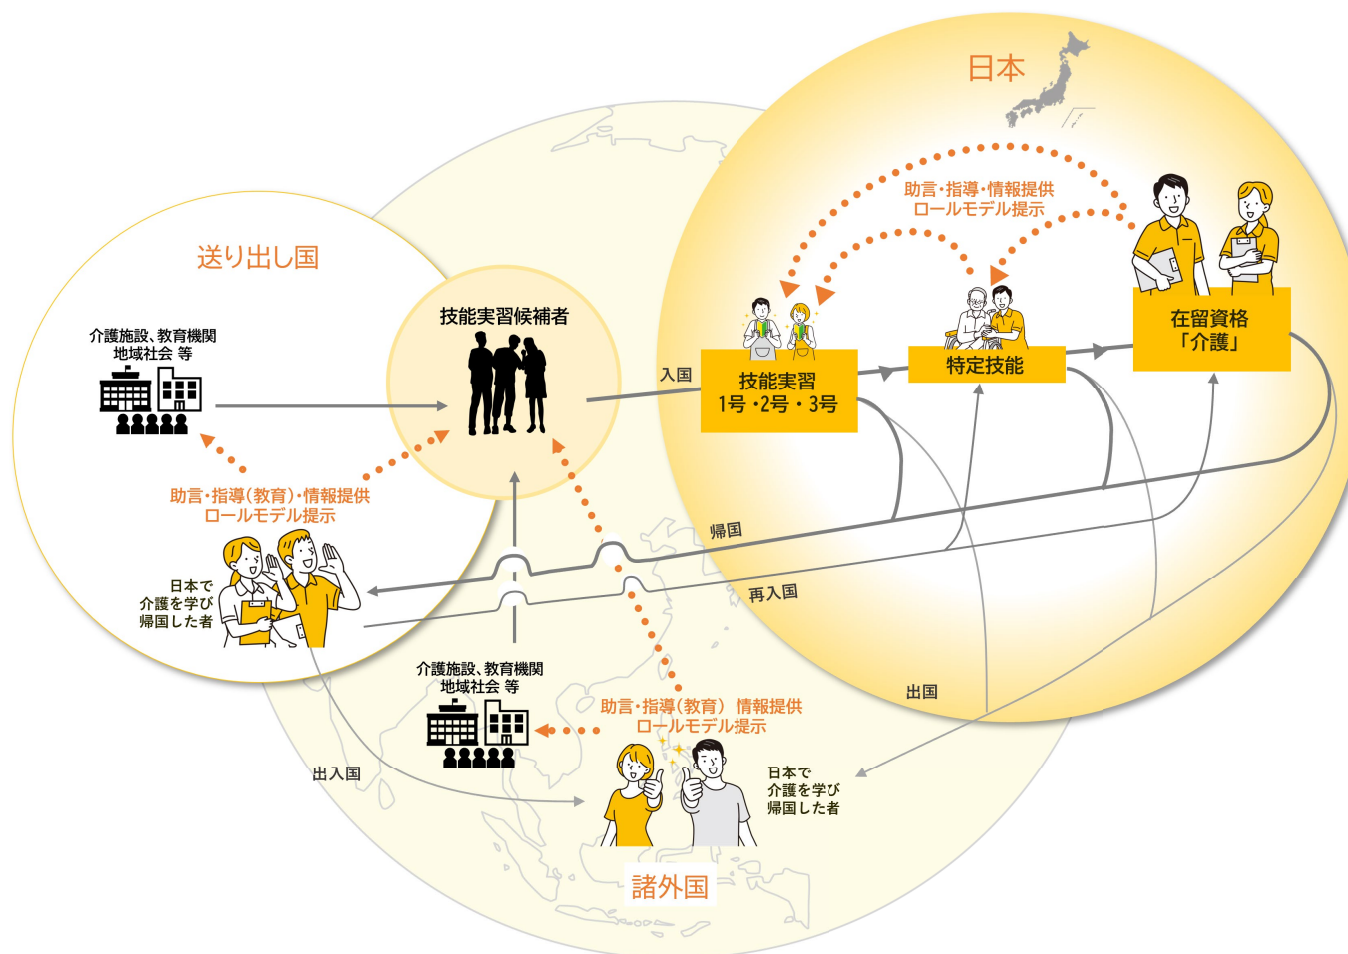 日本
助言・指導・情報提供
ロールモデル提示
送り出し国
技能実習候補者
介護施設、教育機関
地域社会 等
入国
技能実習
1号・2号・3号
特定技能
在留資格
「介護」
助言・指導(教育)・情報提供
ロールモデル提示
日本で
介護を学び
帰国した者
帰国
再入国
介護施設、教育機関
地域社会 等
出国
助言・指導(教育) 情報提供
ロールモデル提示
出入国
日本で
介護を学び
帰国した者
諸外国